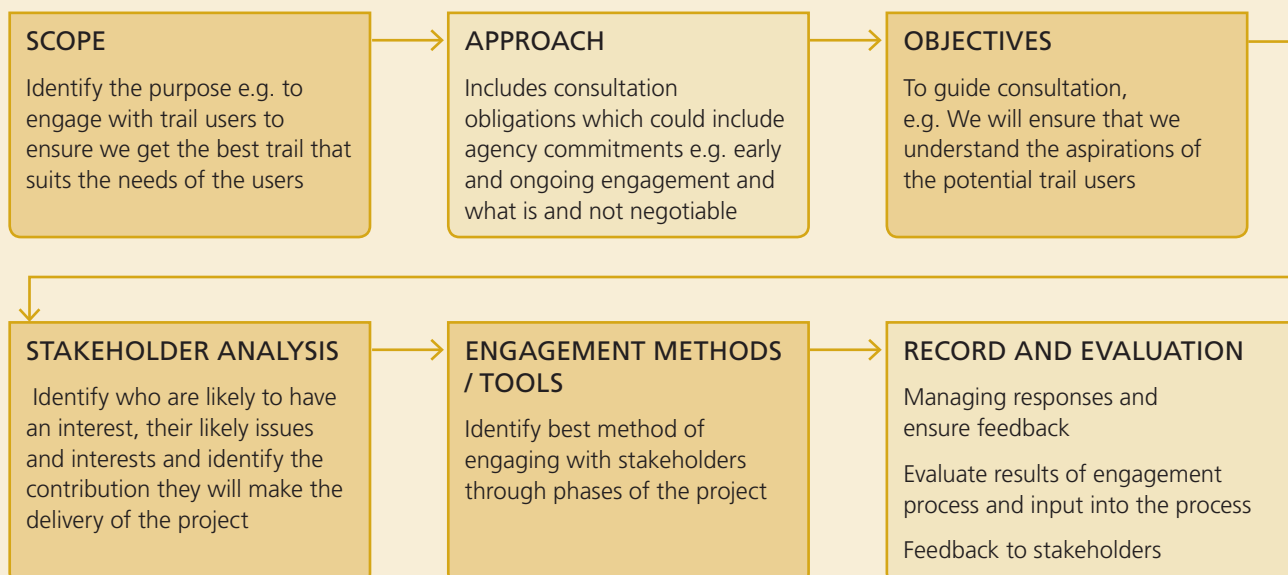 SCOPE
Identify the purpose e.g. to
engage with trail users to
ensure we get the best trail that
suits the needs of the users
APPROACH
Includes consultation
obligations which could include
agency commitments e.g. early
and ongoing engagement and
what is and not negotiable
OBJECTIVES
To guide consultation,
e.g. We will ensure that we
understand the aspirations of
the potential trail users
STAKEHOLDER ANALYSIS
Identify who are likely to have
an interest, their likely issues
and interests and identify the
contribution they will make the
delivery of the project
ENGAGEMENT METHODS
/ TOOLS
Identify best method of
engaging with stakeholders
through phases of the project
RECORD AND EVALUATION
Managing responses and
ensure feedback
Evaluate results of engagement
process and input into the process
Feedback to stakeholders